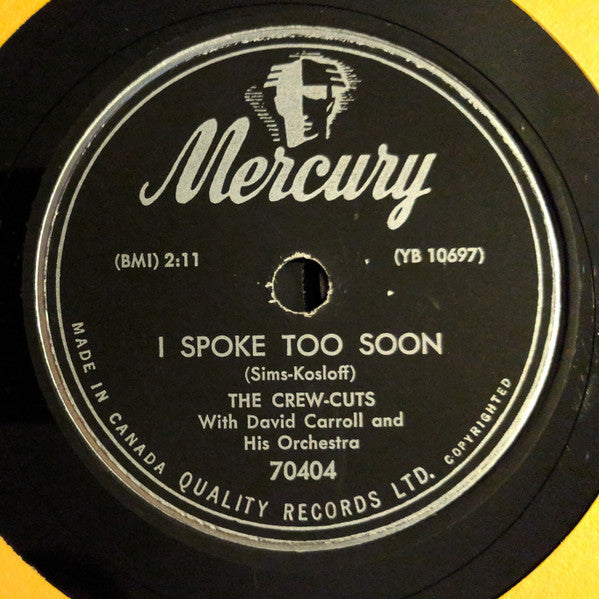 Mercury
(BMI) 2:11
(YB 10697)
I SPOKE TOO SOON
(Sims-Kosloff)
THE CREW-CUTS
With David Carroll and
His Orchestra
70404
MADE IN CANADA QUALITY RECORDS LTD. COPYRIGHTED